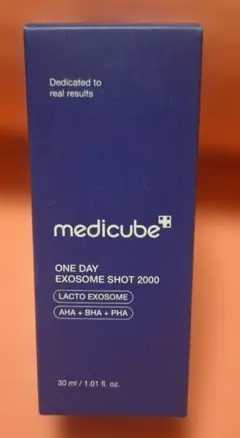 Dedicated to
real results
medicube
ONE DAY
EXOSOME SHOT 2000
LACTO EXOSOME
AHA + BHA + PHA
30 ml / 1.01 fl. oz.